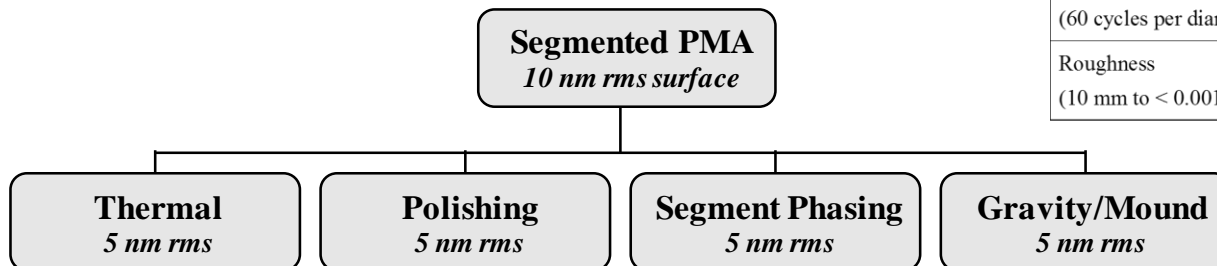 (60 cycles per diar
Roughness
(10 mm to < 0.001
Segmented PMA
10 nm rms surface
Thermal
5 nm rms
Polishing
5 nm rms
Segment Phasing
5 nm rms
Gravity/Mound
5 nm rms